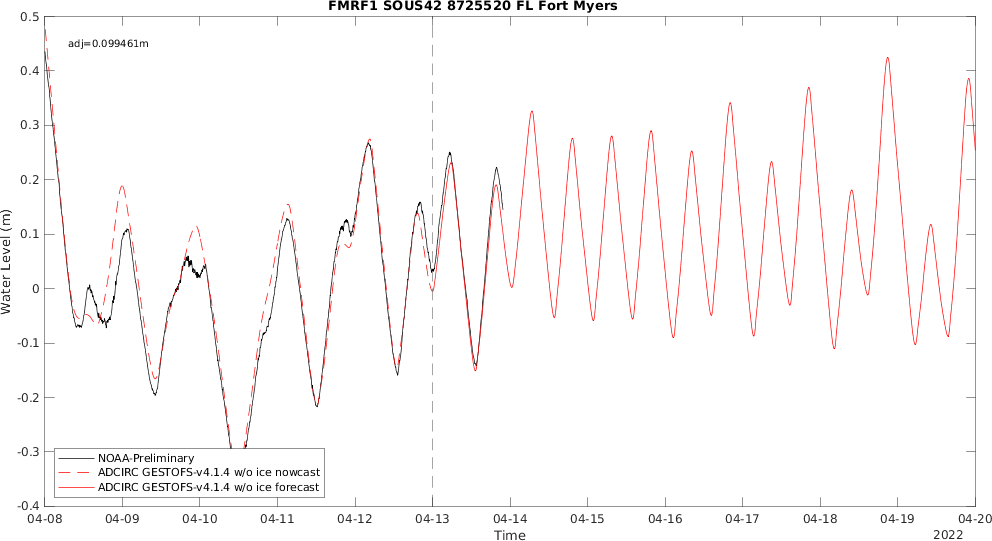 FMRF1 SOUS42 8725520 FL Fort Myers
adj=0.099461m
0.5
0.4
0.3
0.2
0.1
0
-0.1
-0.2
-0.3
-0.4
Water Level (m)
NOAA-Preliminary
ADCIRC GESTOFS-v4.1.4 w/o ice nowcast
ADCIRC GESTOFS-v4.1.4 w/o ice forecast
04-08 04-09 04-10 04-11 04-12 04-13 04-14 04-15 04-16 04-17 04-18 04-19 04-20
Time
2022